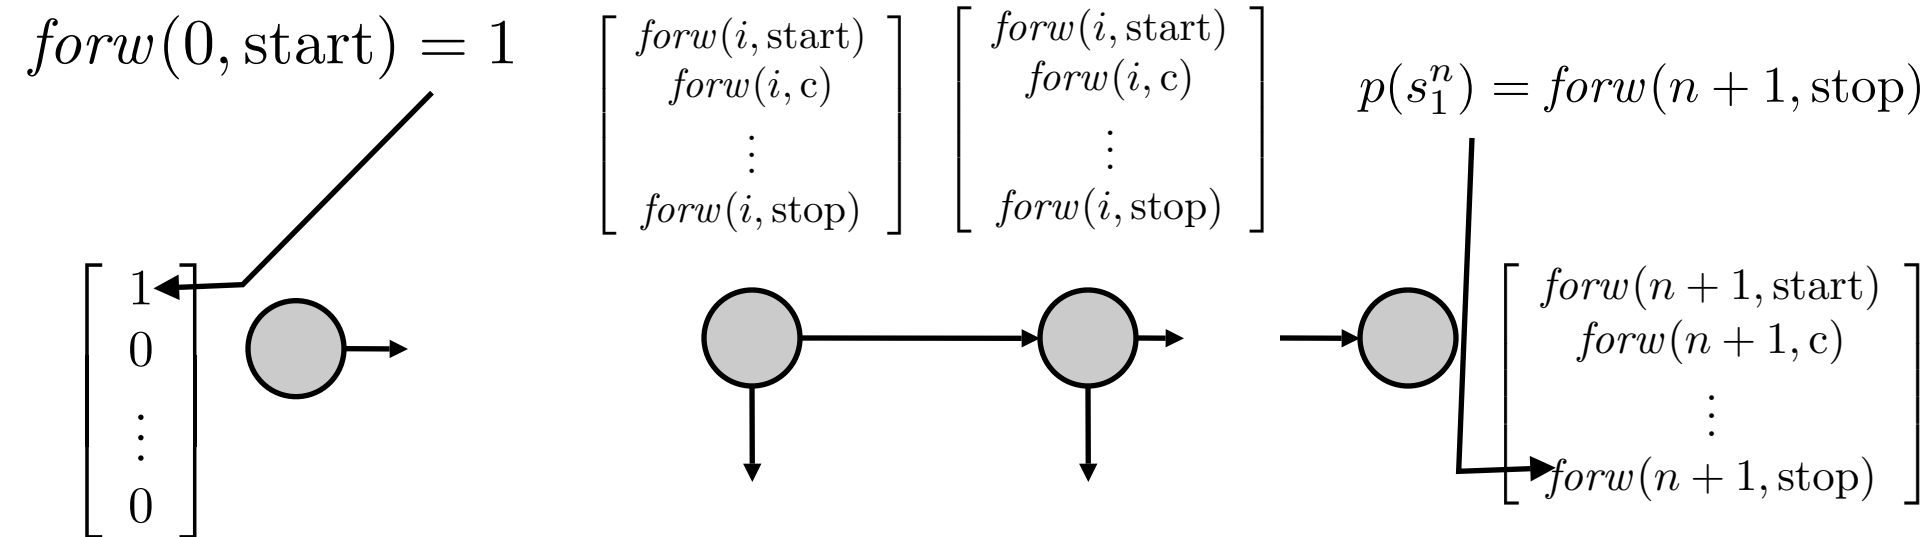 forw(0, start) = 1
forw(i, start)
forw(i, c)
⋮
forw(i, stop)
forw(i, start)
forw(i, c)
⋮
forw(i, stop)
p(s₁ⁿ) = forw(n + 1, stop)
1
0
⋮
0
forw(n + 1, start)
forw(n + 1, c)
⋮
forw(n + 1, stop)